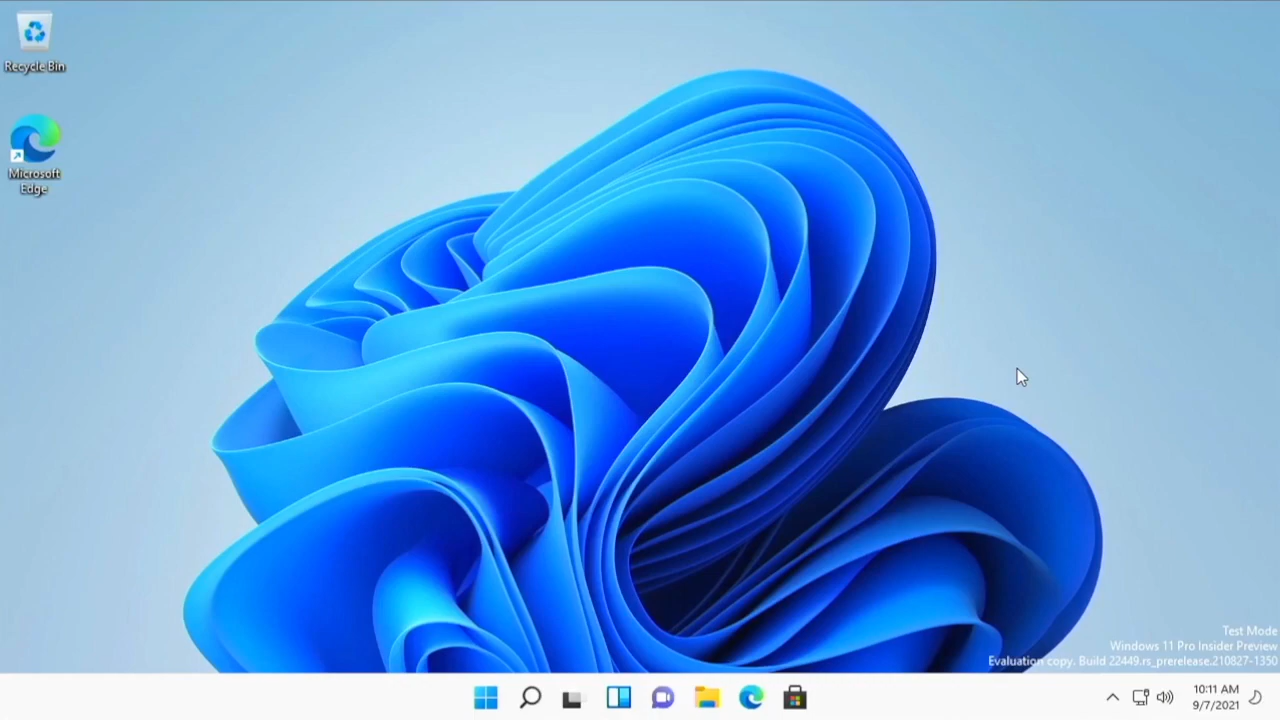 Recycle Bin
Microsoft
Edge
Test Mode
Windows 11 Pro Insider Preview
Evaluation copy. Build 22449.rs_prerelease.210827-1350
10:11 AM
9/7/2021